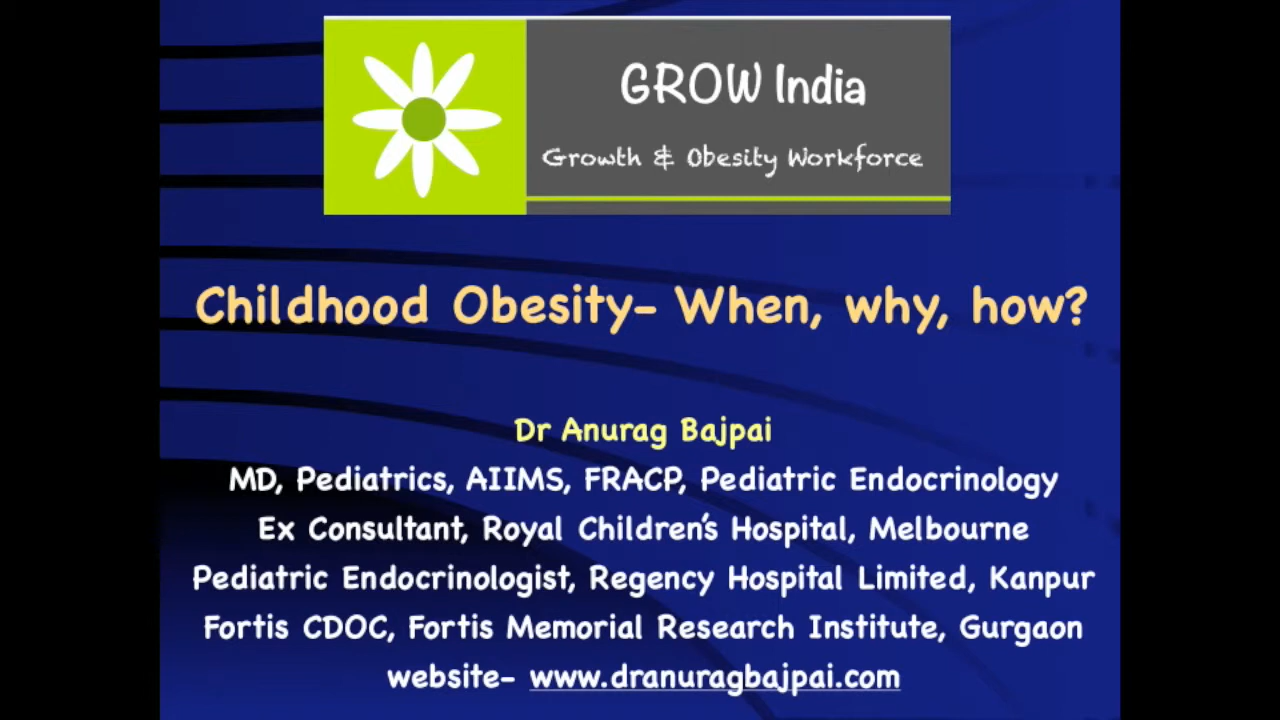 GROW India
Growth & Obesity Workforce
Childhood Obesity- When, why, how?
Dr Anurag Bajpai
MD, Pediatrics, AIIMS, FRACP, Pediatric Endocrinology
Ex Consultant, Royal Children's Hospital, Melbourne
Pediatric Endocrinologist, Regency Hospital Limited, Kanpur
Fortis CDOC, Fortis Memorial Research Institute, Gurgaon
website- www.dranuragbajpai.com